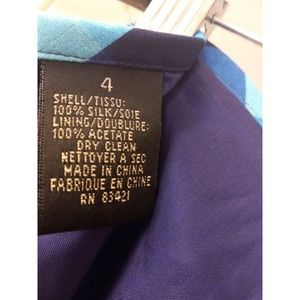 4
SHELL/TISSU:
100% SILK/SOIE
LINING/DOUBLURE:
100% ACETATE
DRY CLEAN
NETTOYER A SEC
MADE IN CHINA
FABRIQUE EN CHINE
RN 83421